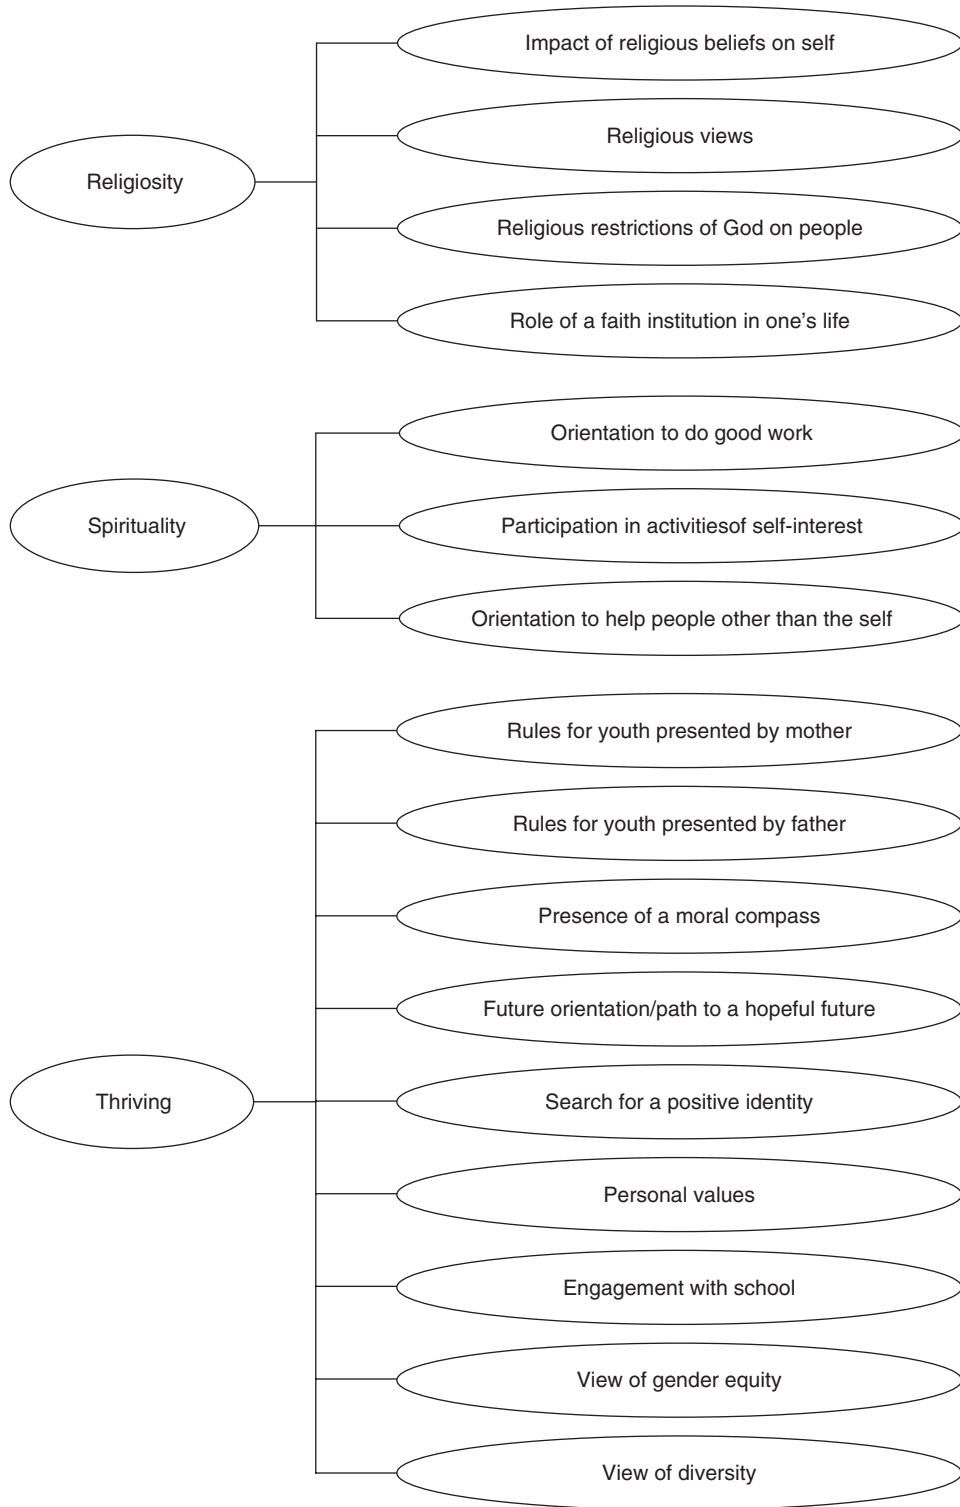 Religiosity
Impact of religious beliefs on self
Religious views
Religious restrictions of God on people
Role of a faith institution in one’s life
Spirituality
Orientation to do good work
Participation in activitiesof self-interest
Orientation to help people other than the self
Thriving
Rules for youth presented by mother
Rules for youth presented by father
Presence of a moral compass
Future orientation/path to a hopeful future
Search for a positive identity
Personal values
Engagement with school
View of gender equity
View of diversity